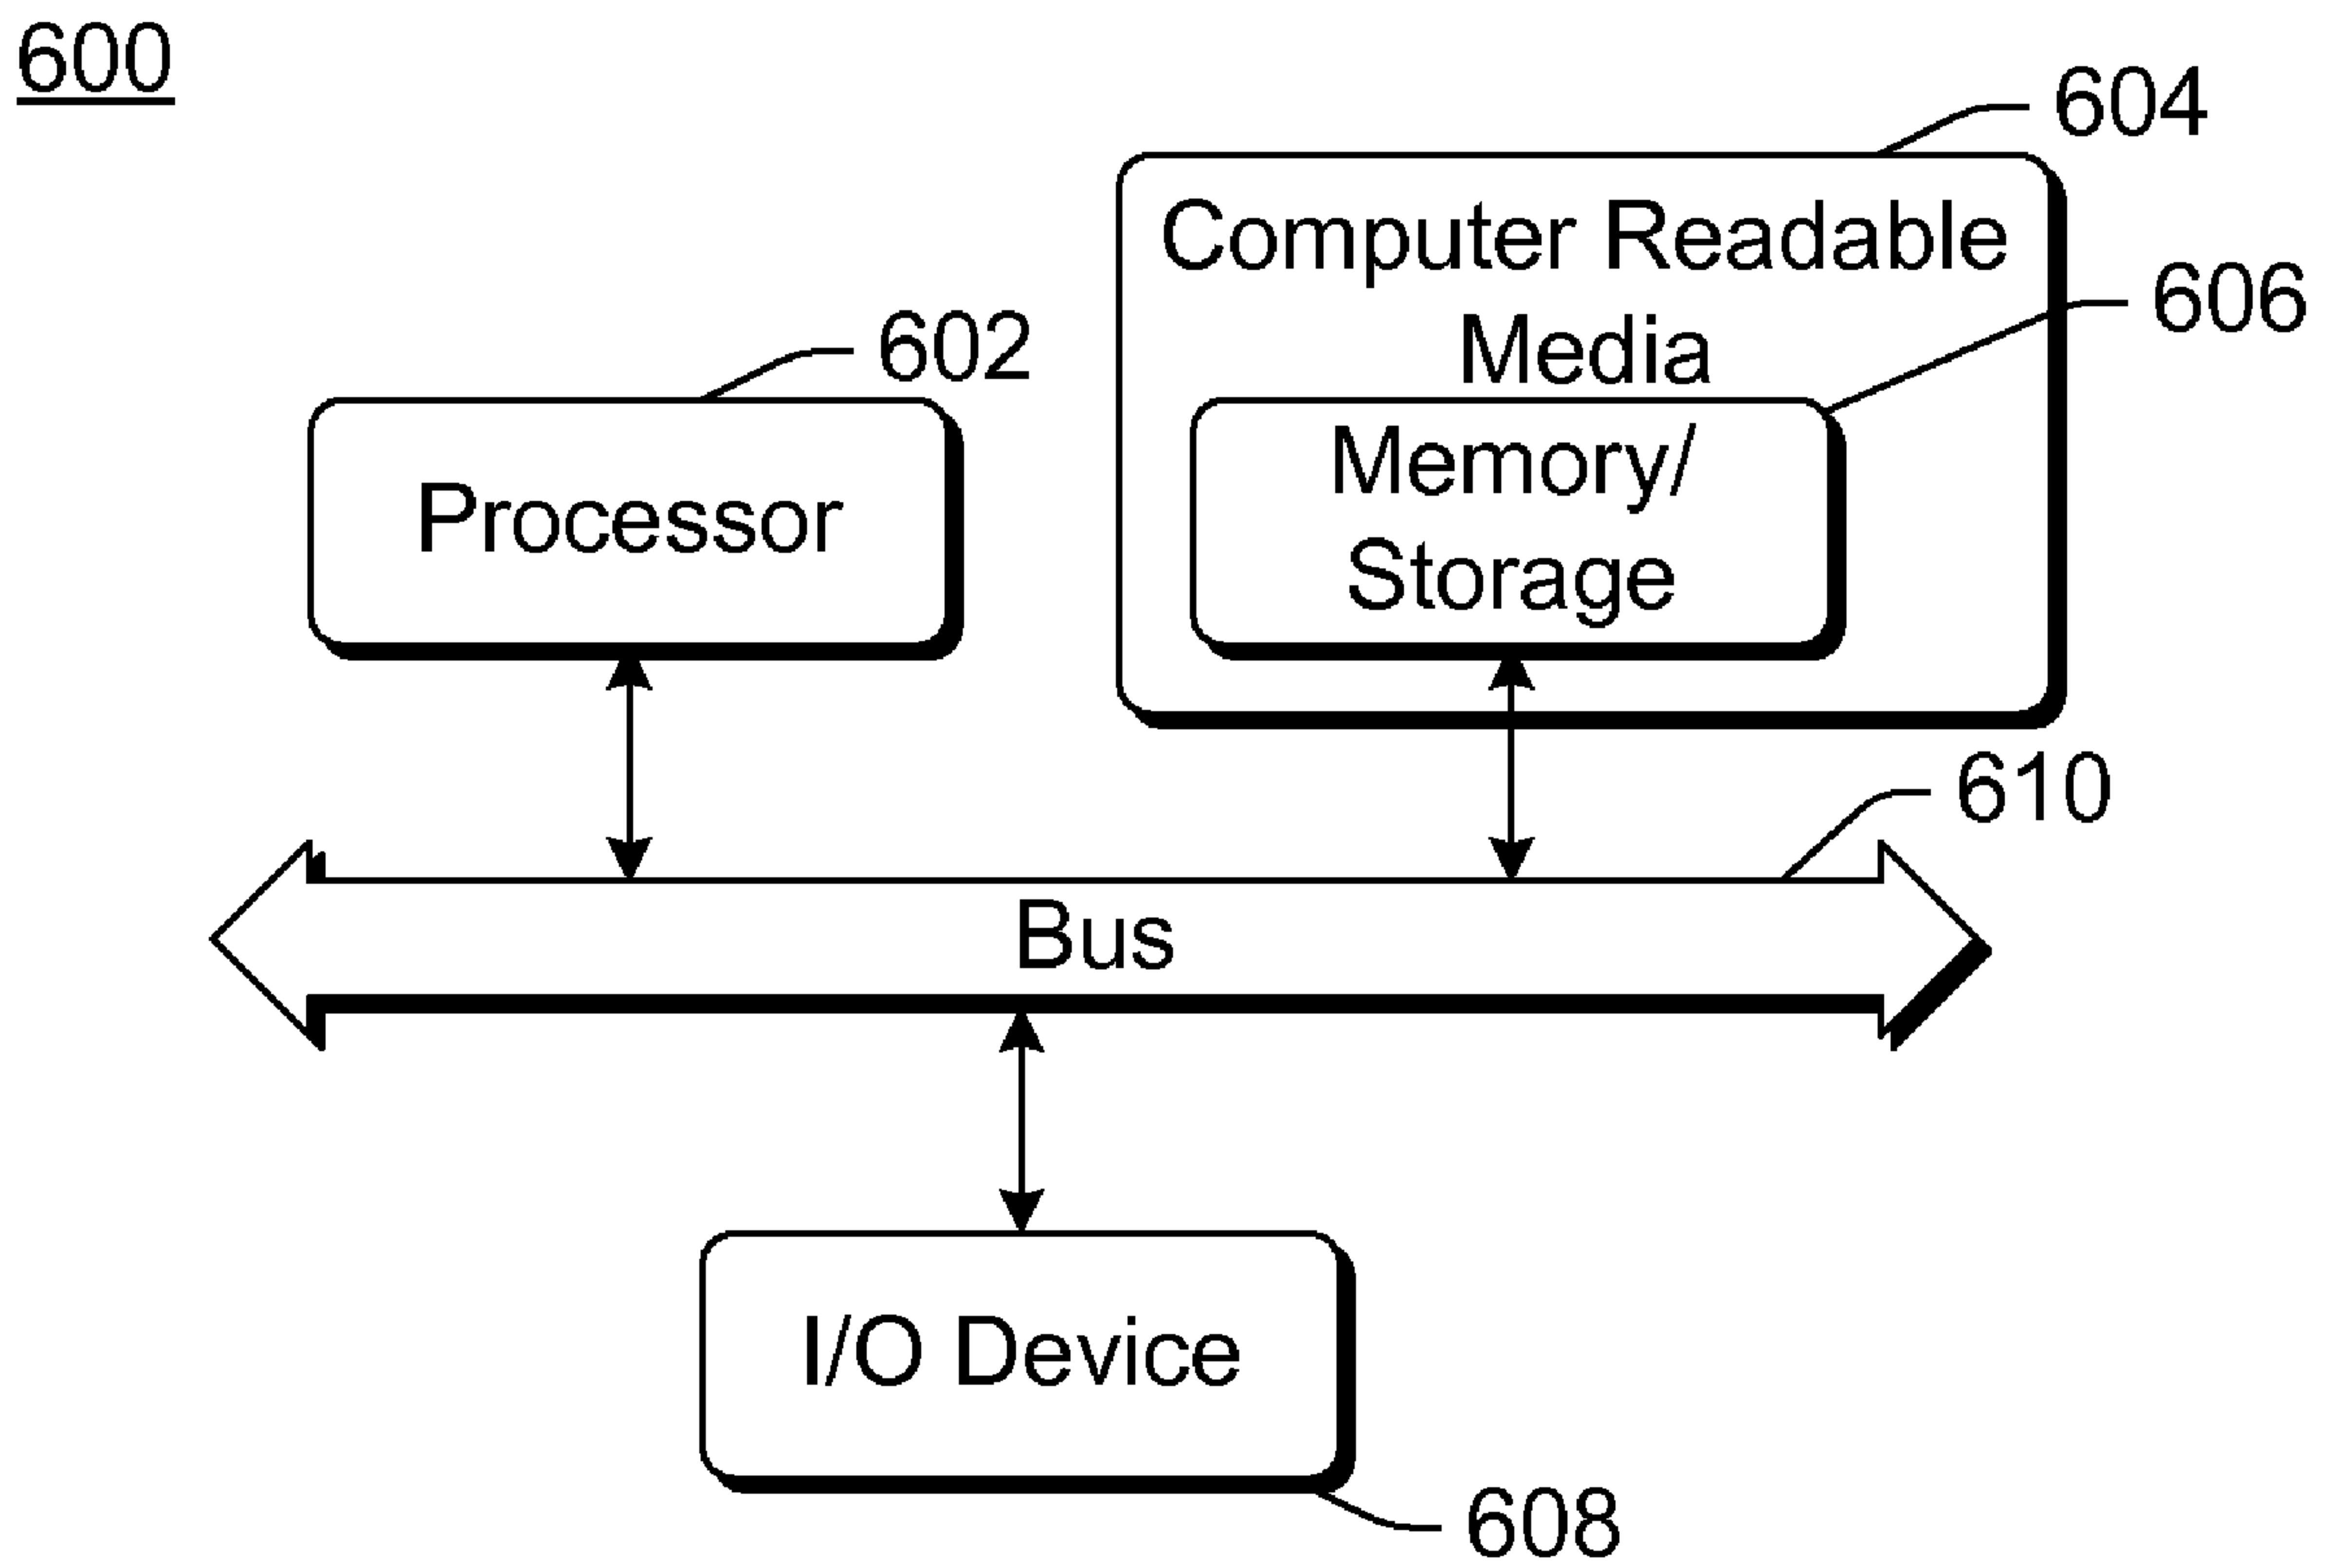 600
604
Computer Readable
Media
606
602
Processor
Memory/
Storage
610
Bus
I/O Device
608